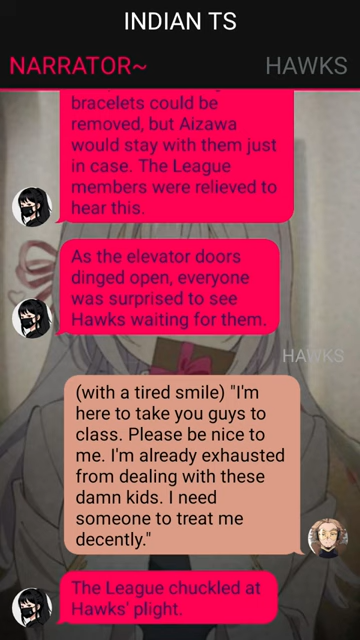 INDIAN TS
NARRATOR~ HAWKS
bracelets could be
removed, but Aizawa
would stay with them just
in case. The League
members were relieved to
hear this.
As the elevator doors
dinged open, everyone
was surprised to see
Hawks waiting for them.
HAWKS
(with a tired smile) "I'm
here to take you guys to
class. Please be nice to
me. I'm already exhausted
from dealing with these
damn kids. I need
someone to treat me
decently."
The League chuckled at
Hawks' plight.